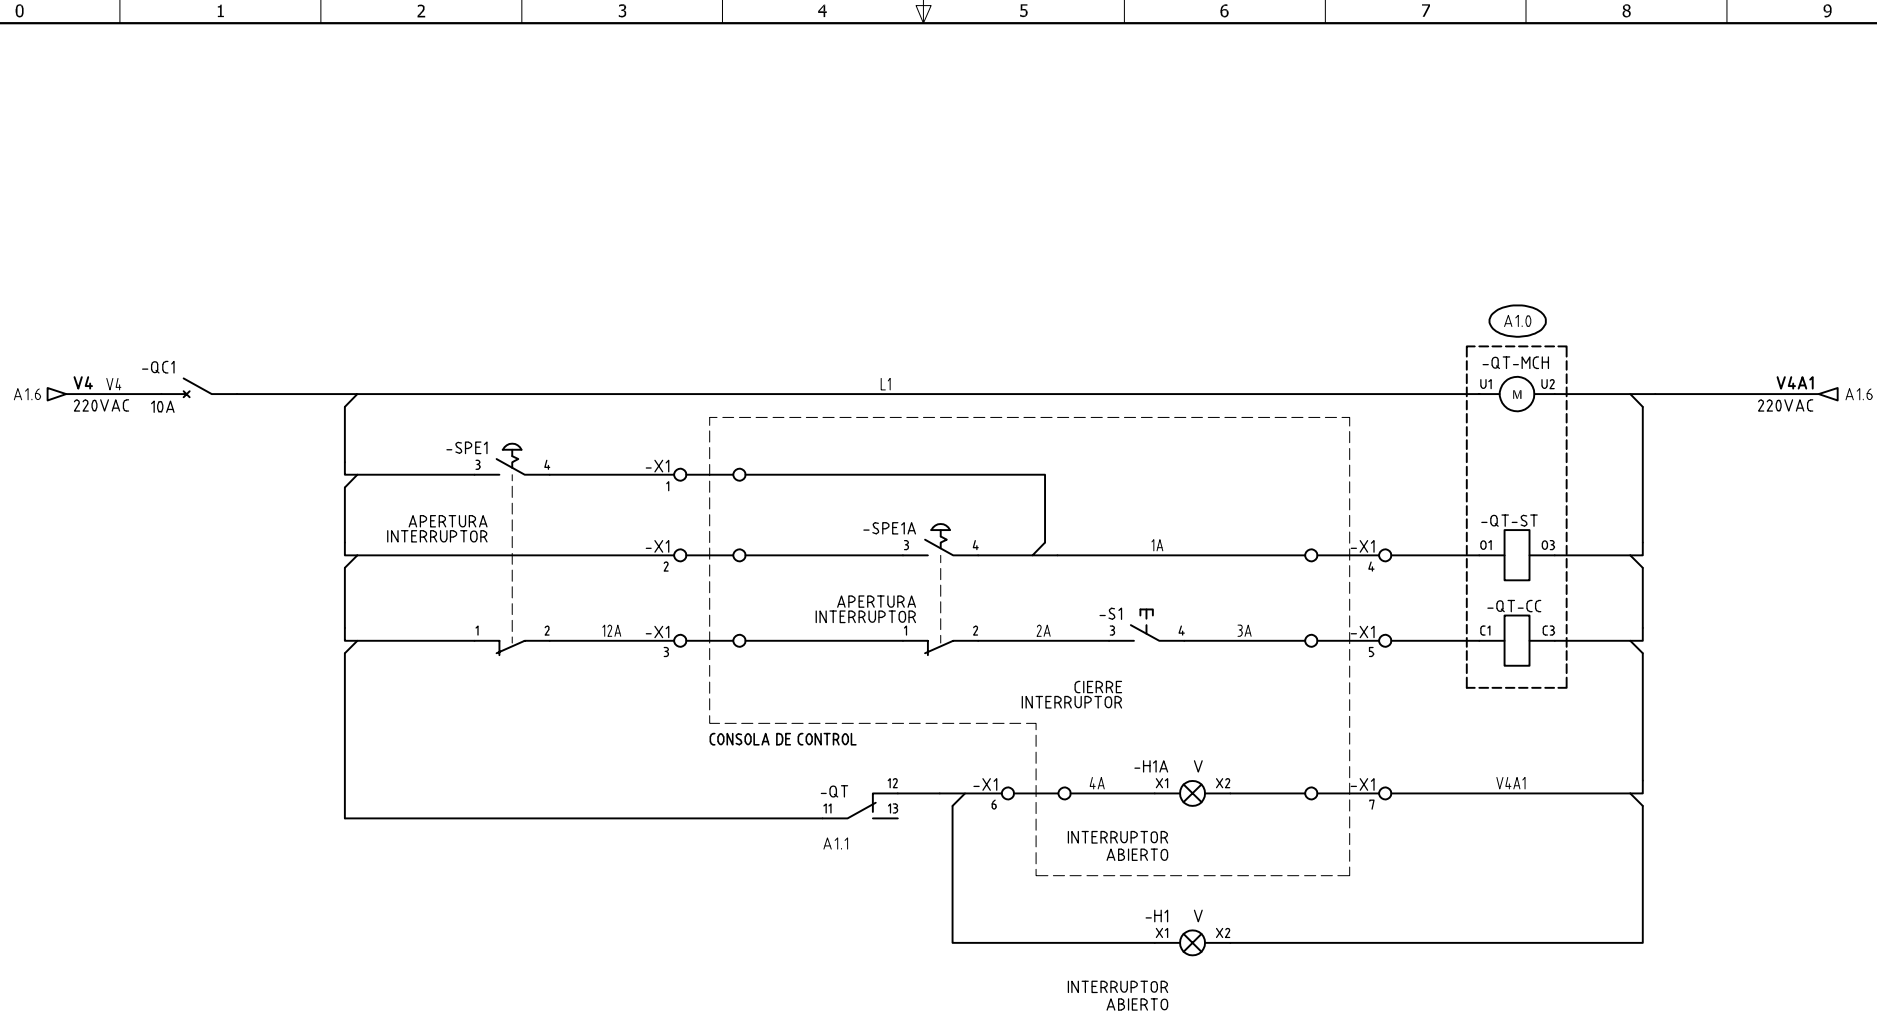 0 1 2 3 4 5 6 7 8 9
A1.0
-QC1
-QT-MCH
A1.6 V4 V4 L1 U1 M U2 V4A1 A1.6
220VAC 10A 220VAC
-SPE1
3 4 -X1
1
APERTURA
INTERRUPTOR
-SPE1A
-QT-ST
-X1 3 4 1A -X1 O1 O3
2 4
APERTURA
INTERRUPTOR
-S1
-QT-CC
1 2 12A -X1 1 2 2A 3 4 3A -X1 C1 C3
3 5
CIERRE
INTERRUPTOR
CONSOLA DE CONTROL
-H1A V
-QT 12 -X1 4A X1 X2 -X1 V4A1
11 13 6 7
A1.1
INTERRUPTOR
ABIERTO
-H1 V
X1 X2
INTERRUPTOR
ABIERTO